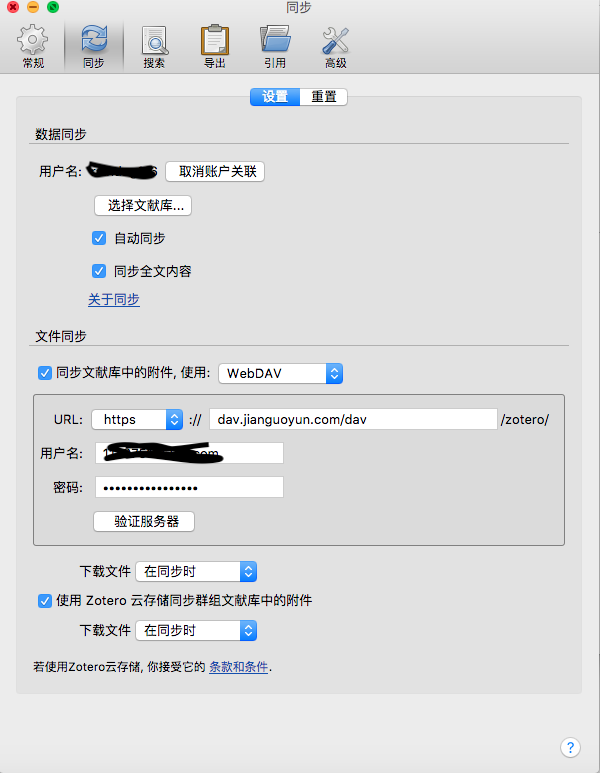 同步
常规 同步 搜索 导出 引用 高级
设置 重置
数据同步
用户名: 取消账户关联
选择文献库...
自动同步
同步全文内容
关于同步
文件同步
同步文献库中的附件, 使用: WebDAV
URL: https :// dav.jianguoyun.com/dav /zotero/
用户名:
密码: ••••••••••••••••
验证服务器
下载文件 在同步时
使用 Zotero 云存储同步群组文献库中的附件
下载文件 在同步时
若使用Zotero云存储, 你接受它的 条款和条件.
?